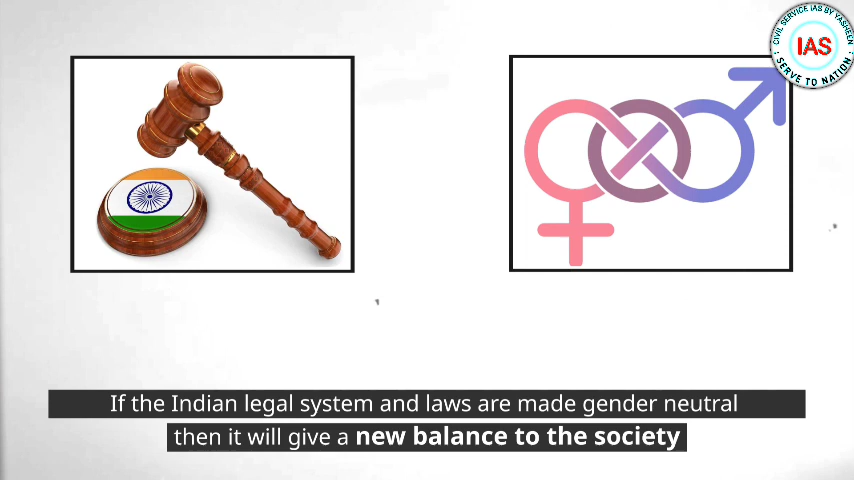 CIVIL SERVICE IAS BY YASHEEN
IAS
: SERVE TO NATION :
If the Indian legal system and laws are made gender neutral
then it will give a new balance to the society